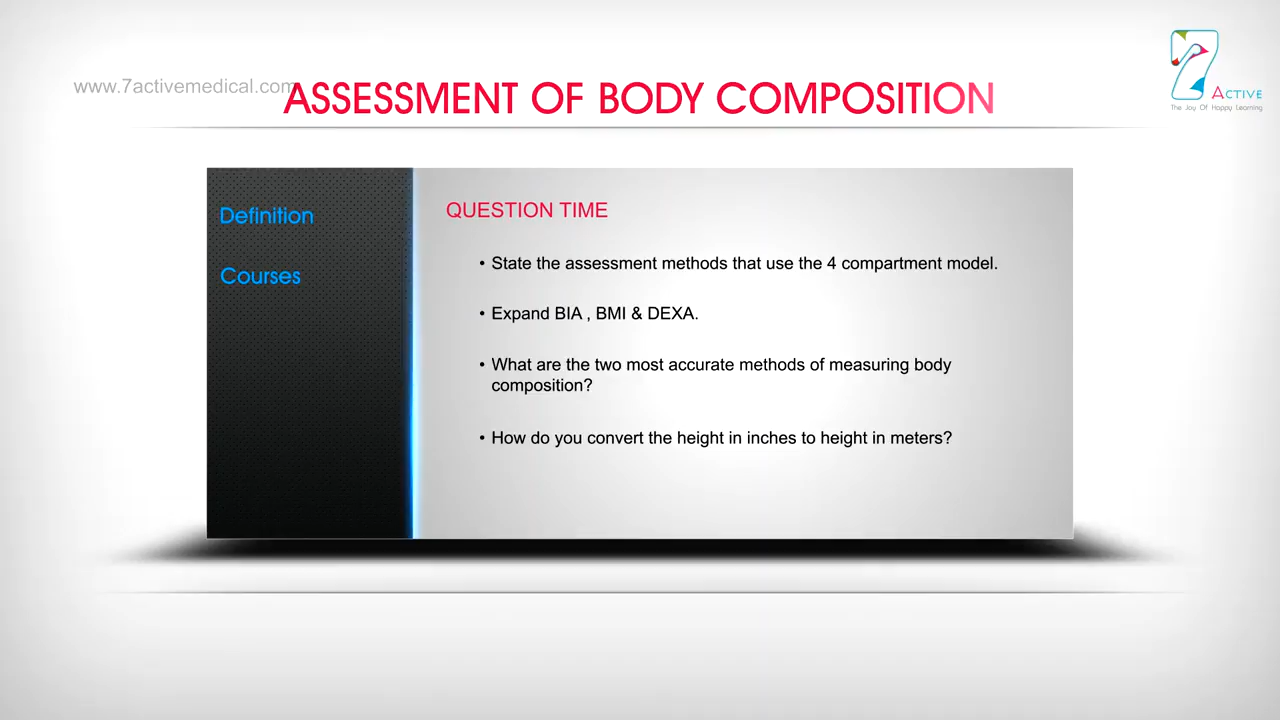 www.7activemedical.com
ASSESSMENT OF BODY COMPOSITION
7
ACTIVE
The Joy Of Happy Learning
Definition
Courses
QUESTION TIME
• State the assessment methods that use the 4 compartment model.
• Expand BIA , BMI & DEXA.
• What are the two most accurate methods of measuring body
composition?
• How do you convert the height in inches to height in meters?